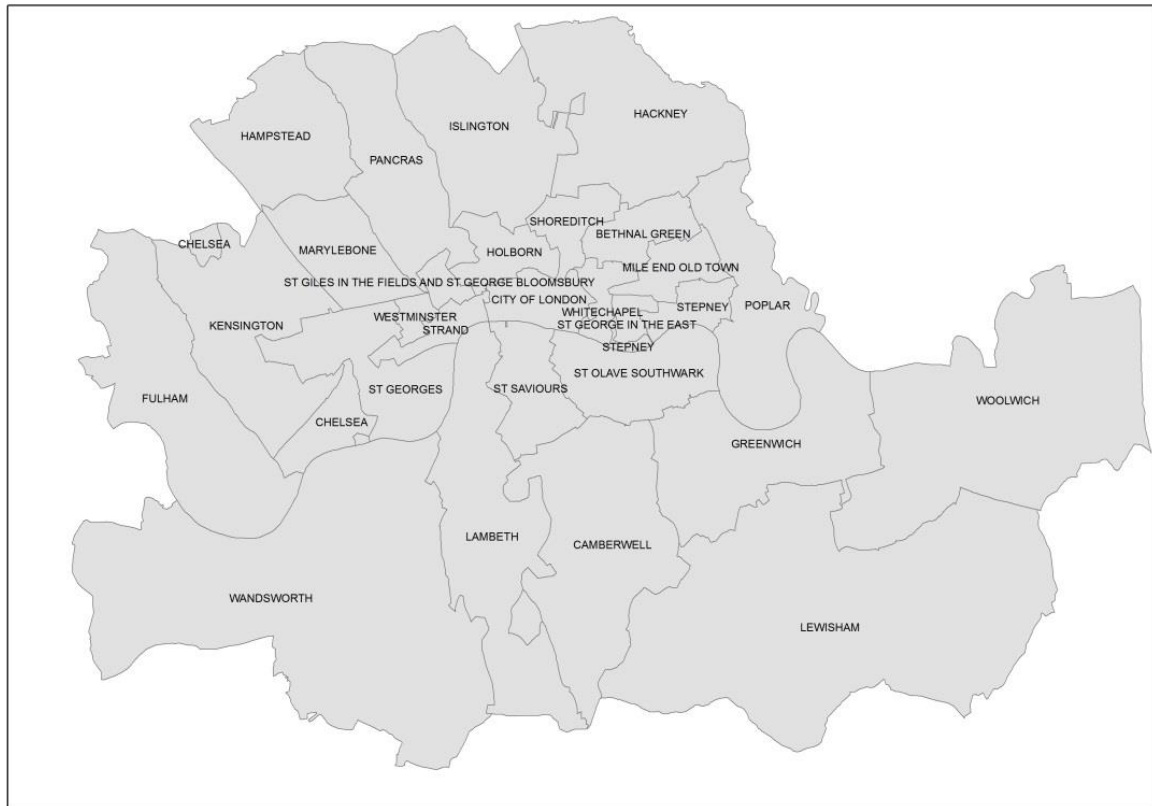 HACKNEY
ISLINGTON
HAMPSTEAD
PANCRAS
SHOREDITCH
BETHNAL GREEN
CHELSEA
MARYLEBONE
HOLBORN
MILE END OLD TOWN
ST GILES IN THE FIELDS AND ST GEORGE BLOOMSBURY
CITY OF LONDON
STEPNEY
POPLAR
WHITECHAPEL
WESTMINSTER
KENSINGTON
ST GEORGE IN THE EAST
STRAND
STEPNEY
ST OLAVE SOUTHWARK
ST GEORGES
ST SAVIOURS
FULHAM
WOOLWICH
CHELSEA
GREENWICH
LAMBETH
CAMBERWELL
WANDSWORTH
LEWISHAM